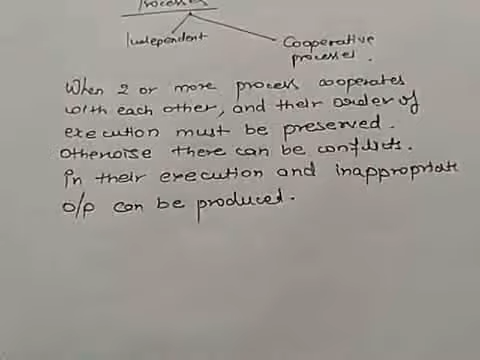 Processes
Independent
Cooperative
processes.
When 2 or more process cooperates
with each other, and their order of
execution must be preserved.
Otherwise there can be conflicts.
in their execution and inappropriate
o/p can be produced.